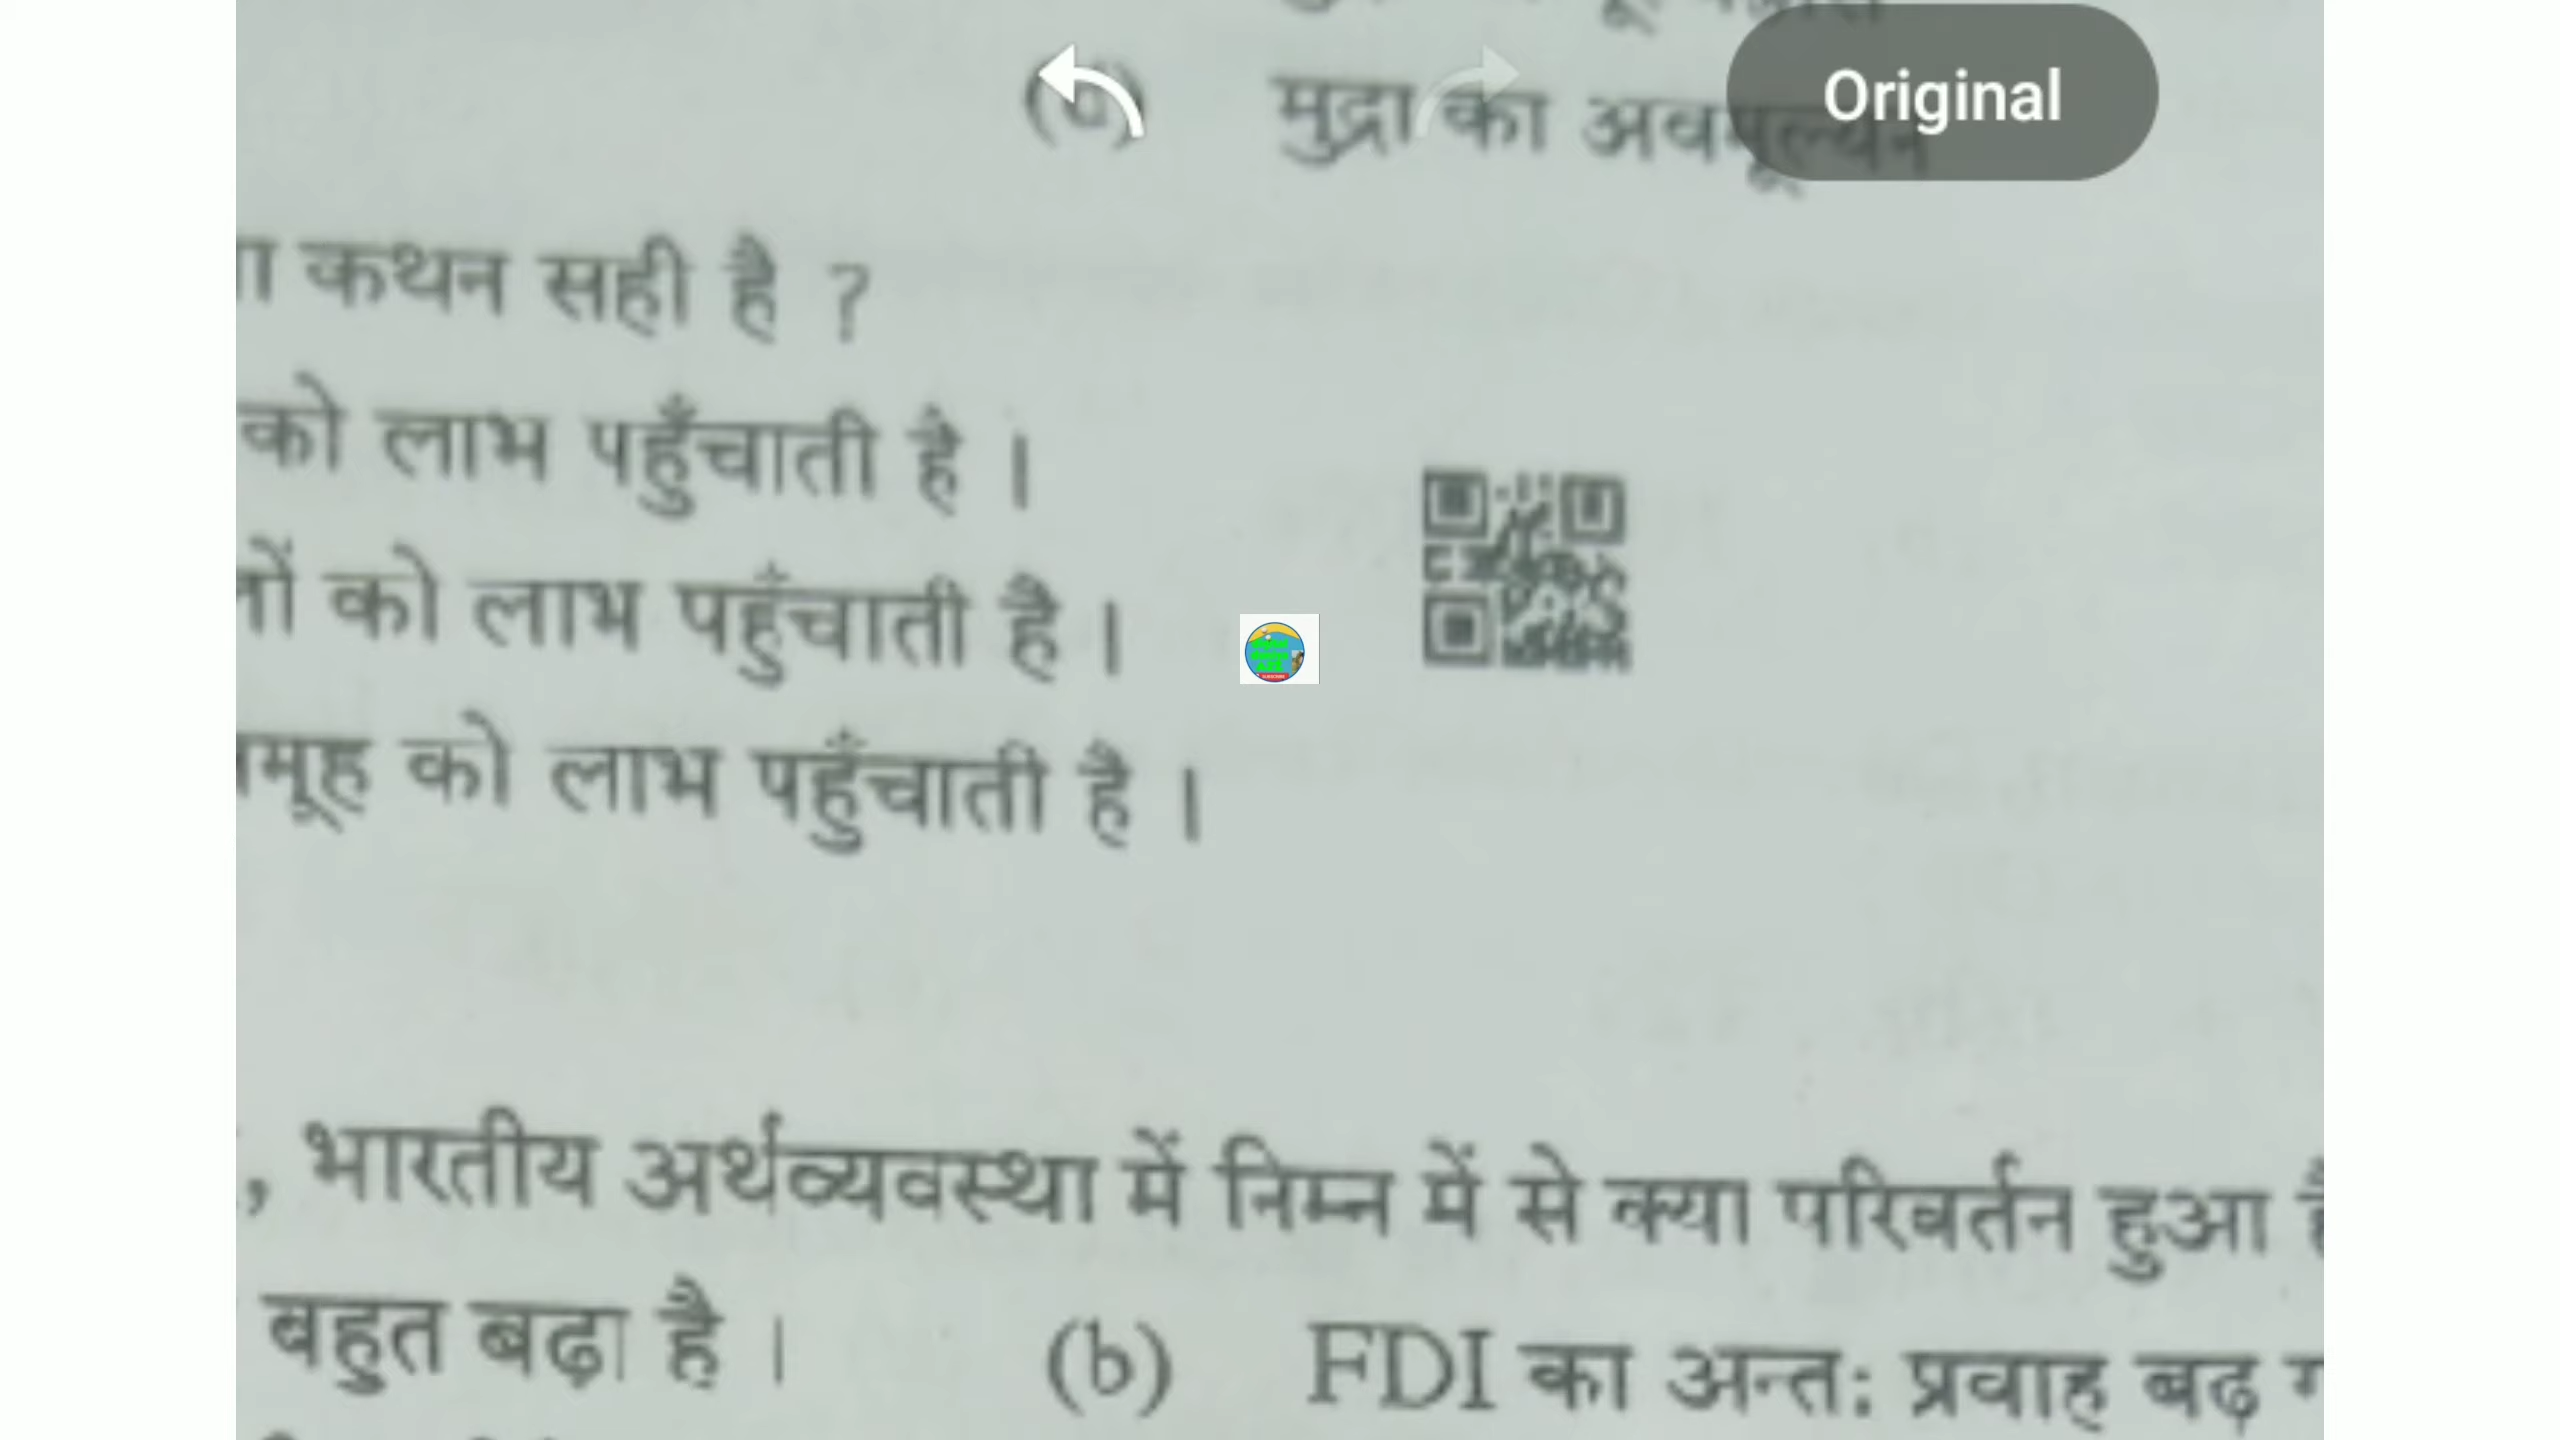 मुद्रा का अवमूल्यन
Original
कथन सही है ?
को लाभ पहुँचाती है ।
को लाभ पहुँचाती है ।
को लाभ पहुँचाती है ।
, भारतीय अर्थव्यवस्था में निम्न में से क्या परिबर्तन हुआ
बहुत बढ़ा है ।
(b) FDI का अन्तः प्रवाह बढ़